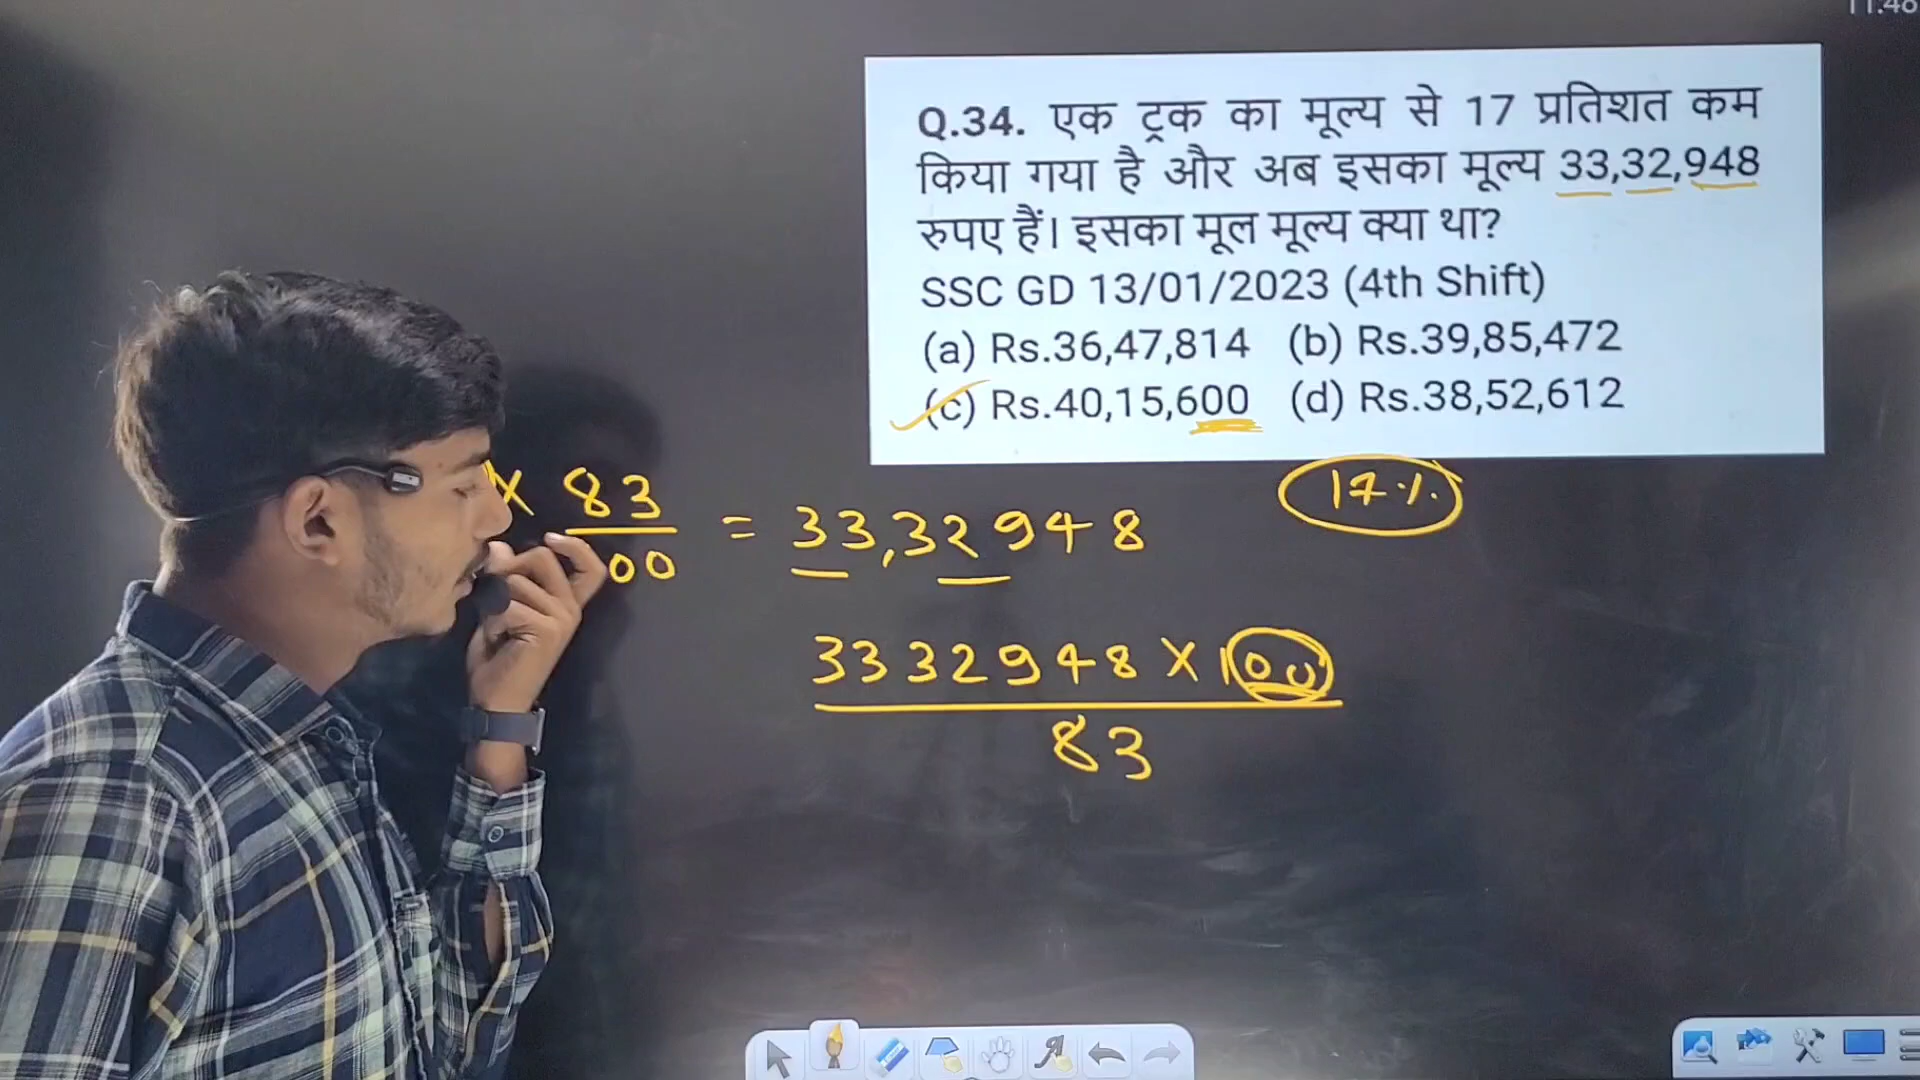 Q.34. एक ट्रक का मूल्य से 17 प्रतिशत कम
किया गया है और अब इसका मूल्य 33,32,948
रुपए हैं। इसका मूल मूल्य क्या था?
SSC GD 13/01/2023 (4th Shift)
(a) Rs.36,47,814 (b) Rs.39,85,472
(c) Rs.40,15,600 (d) Rs.38,52,612
17%
x 83
00
= 33,32948
3332948 x 100
83